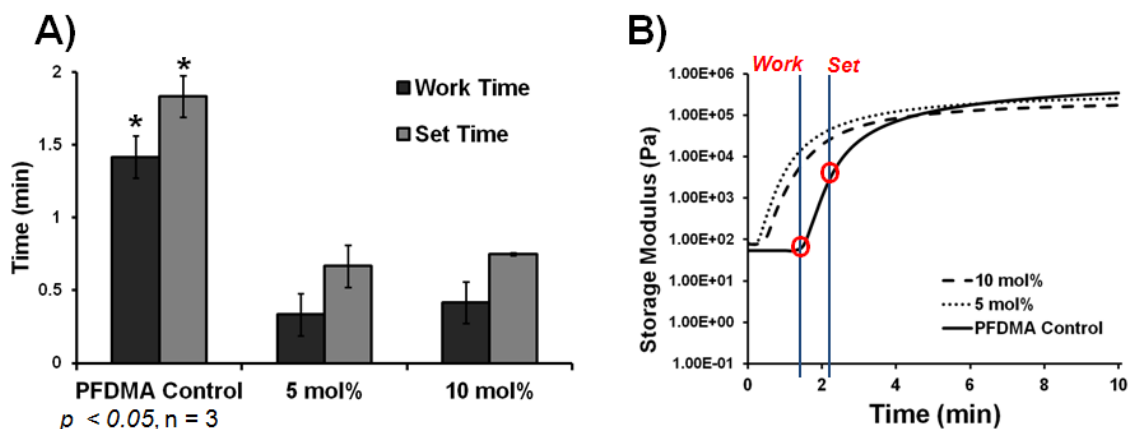 A)
Time (min)
2
1.5
1
0.5
0
*
*
Work Time
Set Time
PFDMA Control
5 mol%
10 mol%
p < 0.05, n = 3
B)
Work
Set
Storage Modulus (Pa)
1.00E+06
1.00E+05
1.00E+04
1.00E+03
1.00E+02
1.00E+01
1.00E+00
1.00E-01
10 mol%
5 mol%
PFDMA Control
0 2 4 6 8 10
Time (min)